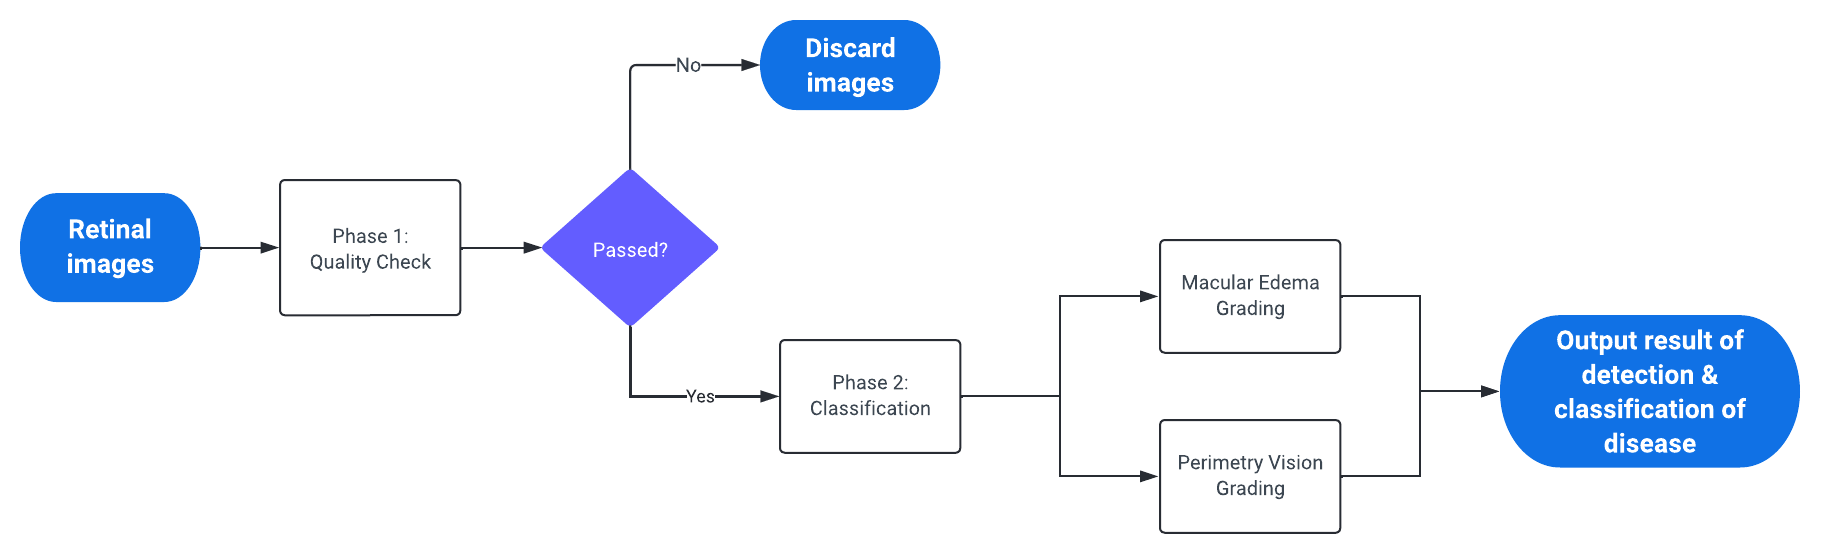 Retinal
images
Phase 1:
Quality Check
Passed?
No
Discard
images
Yes
Phase 2:
Classification
Macular Edema
Grading
Perimetry Vision
Grading
Output result of
detection &
classification of
disease